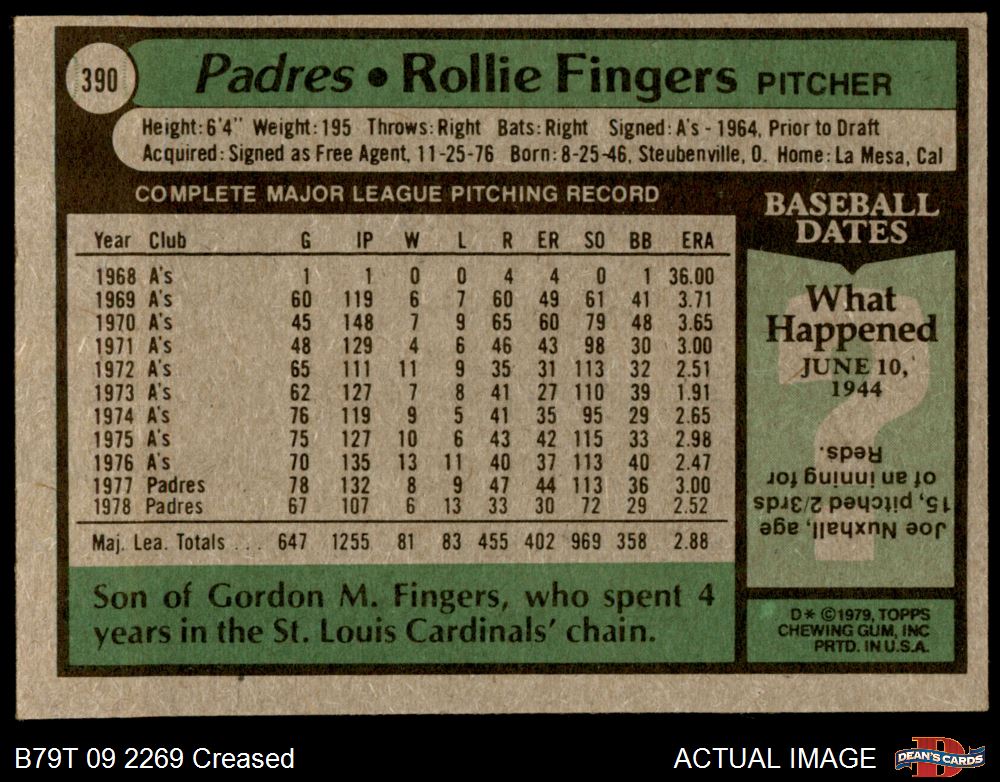 390
Padres • Rollie Fingers PITCHER
Height: 6'4" Weight: 195 Throws: Right Bats: Right Signed: A's - 1964, Prior to Draft
Acquired: Signed as Free Agent, 11-25-76 Born: 8-25-46, Steubenville, O. Home: La Mesa, Cal
COMPLETE MAJOR LEAGUE PITCHING RECORD
Year Club G IP W L R ER SO BB ERA
1968 A's 1 1 0 0 4 4 0 1 36.00
1969 A's 60 119 6 7 60 49 61 41 3.71
1970 A's 45 148 7 9 65 60 79 48 3.65
1971 A's 48 129 4 6 46 43 98 30 3.00
1972 A's 65 111 11 9 35 31 113 32 2.51
1973 A's 62 127 7 8 41 27 110 39 1.91
1974 A's 76 119 9 5 41 35 95 29 2.65
1975 A's 75 127 10 6 43 42 115 33 2.98
1976 A's 70 135 13 11 40 37 113 40 2.47
1977 Padres 78 132 8 9 47 44 113 36 3.00
1978 Padres 67 107 6 13 33 30 72 29 2.52
Maj. Lea. Totals ... 647 1255 81 83 455 402 969 358 2.88
Son of Gordon M. Fingers, who spent 4
years in the St. Louis Cardinals' chain.
BASEBALL
DATES
What
Happened
JUNE 10,
1944
?
Joe Nuxhall, age
15, pitched 2/3rds
of an inning for
Reds.
D* ©1979, TOPPS
CHEWING GUM, INC
PRTD. IN U.S.A.
B79T 09 2269 Creased
ACTUAL IMAGE
D
DEAN'S CARDS